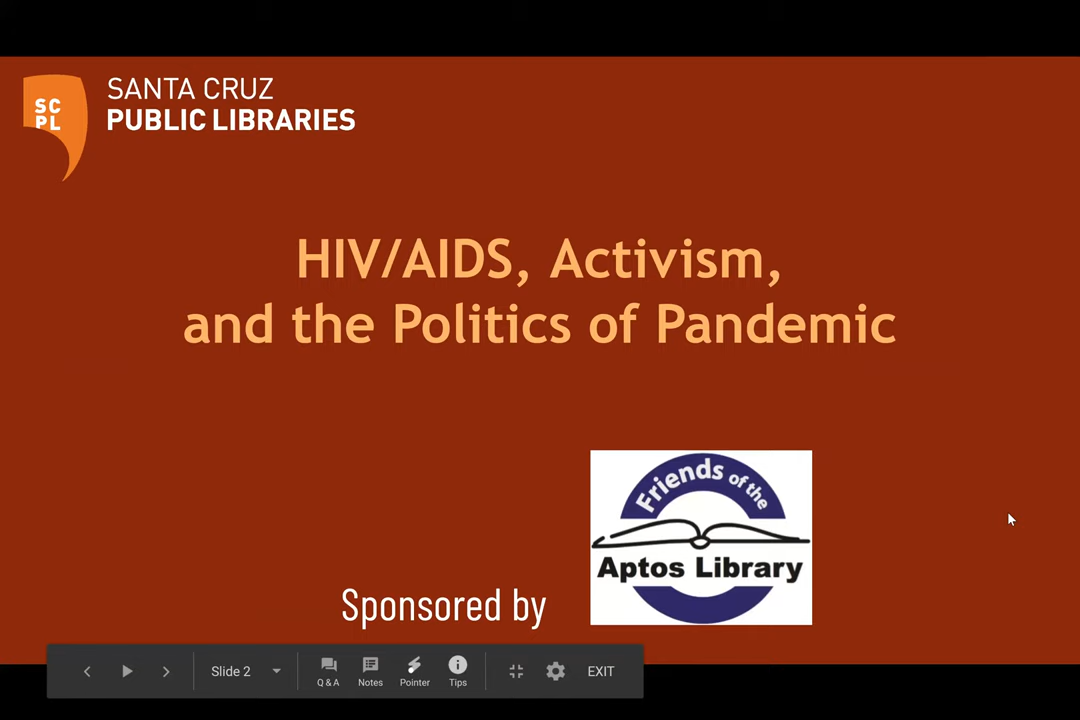 SC
PL
SANTA CRUZ
PUBLIC LIBRARIES
HIV/AIDS, Activism,
and the Politics of Pandemic
Friends of the
Aptos Library
Sponsored by
Slide 2
Q & A
Notes
Pointer
Tips
EXIT